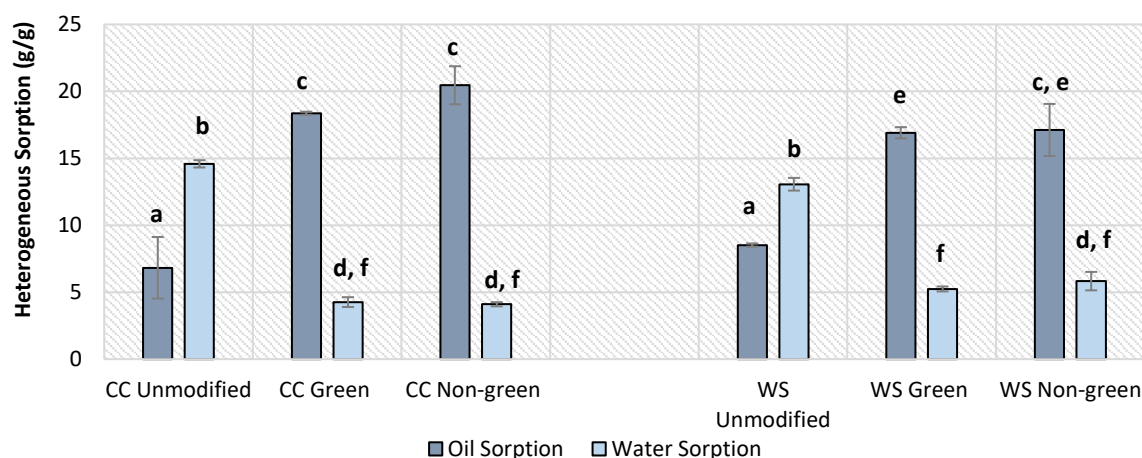 Heterogeneous Sorption (g/g)
25
20
15
10
5
0
a
b
c
d, f
c
d, f
a
b
e
f
c, e
d, f
CC Unmodified
CC Green
CC Non-green
WS
Unmodified
WS Green
WS Non-green
Oil Sorption
Water Sorption